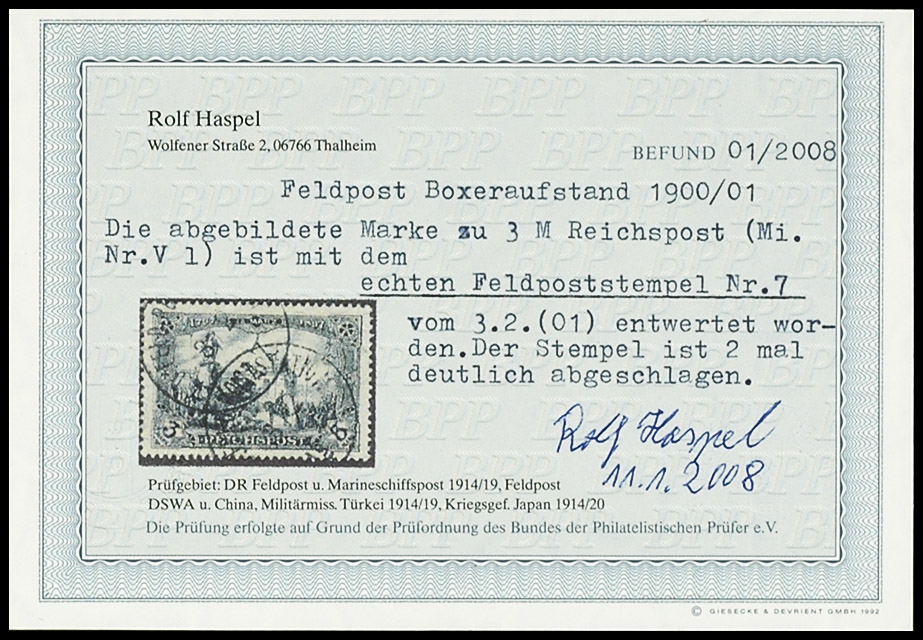 Rolf Haspel
Wolfener Straße 2, 06766 Thalheim
BEFUND 01/2008
Feldpost Boxeraufstand 1900/01
Die abgebildete Marke zu 3 M Reichspost (Mi.
Nr.V 1) ist mit dem
echten Feldpoststempel Nr.7
vom 3.2.(01) entwertet wor-
den.Der Stempel ist 2 mal
deutlich abgeschlagen.
3
REICHSPOST
Rolf Haspel
11.1.2008
Prüfgebiet: DR Feldpost u. Marineschiffspost 1914/19, Feldpost
DSWA u. China, Militärmiss. Türkei 1914/19, Kriegsgef. Japan 1914/20
Die Prüfung erfolgte auf Grund der Prüfordnung des Bundes der Philatelistischen Prüfer e.V.
© GIESECKE & DEVRIENT GMBH 1992